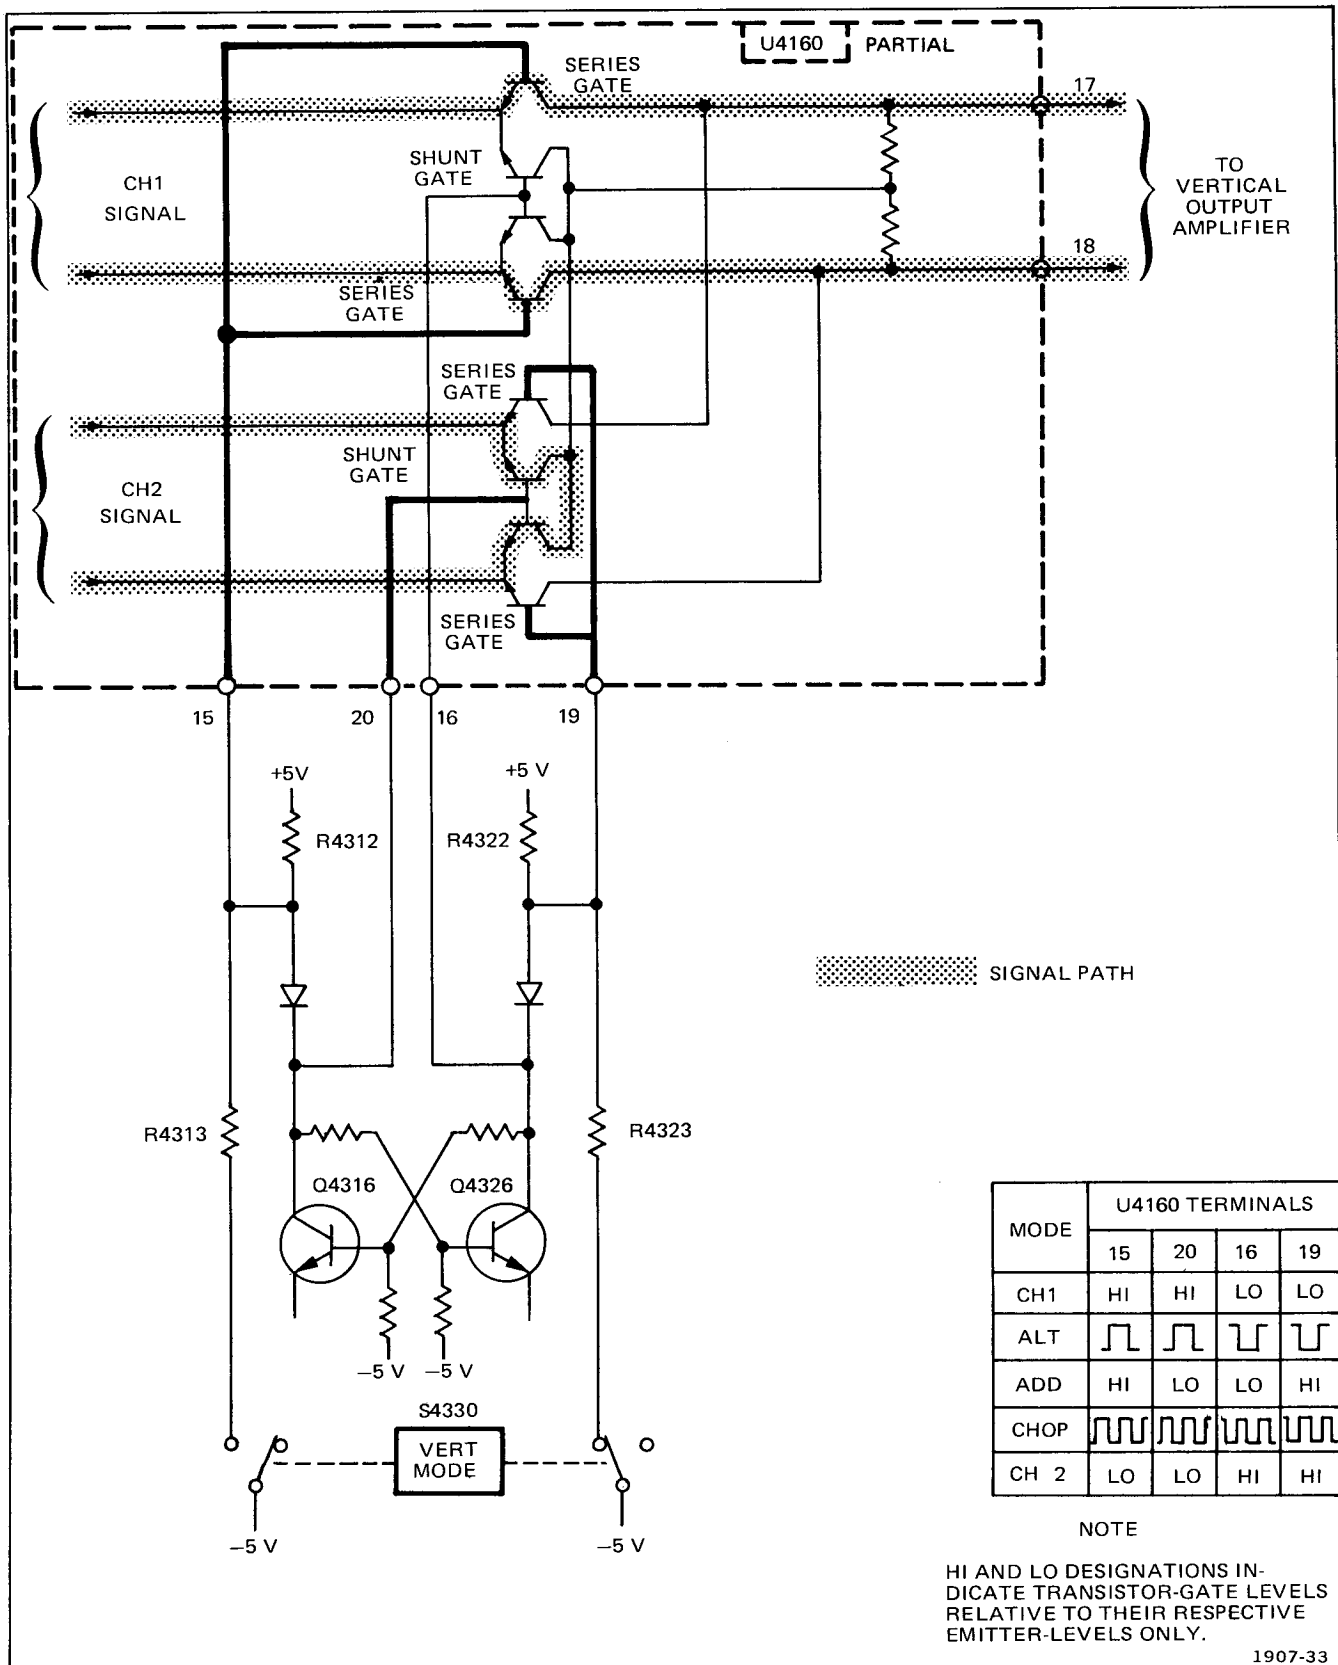 U4160 PARTIAL
SERIES
GATE
17
SHUNT
GATE
CH1
SIGNAL
TO
VERTICAL
OUTPUT
AMPLIFIER
18
SERIES
GATE
SERIES
GATE
SHUNT
GATE
CH2
SIGNAL
SERIES
GATE
15 20 16 19
+5V +5 V
R4312 R4322
SIGNAL PATH
R4313 R4323
Q4316 Q4326
−5 V −5 V
S4330
VERT
MODE
−5 V −5 V
MODE U4160 TERMINALS
15 20 16 19
CH1 HI HI LO LO
ALT
ADD HI LO LO HI
CHOP
CH 2 LO LO HI HI
NOTE
HI AND LO DESIGNATIONS IN-
DICATE TRANSISTOR-GATE LEVELS
RELATIVE TO THEIR RESPECTIVE
EMITTER-LEVELS ONLY.
1907-33